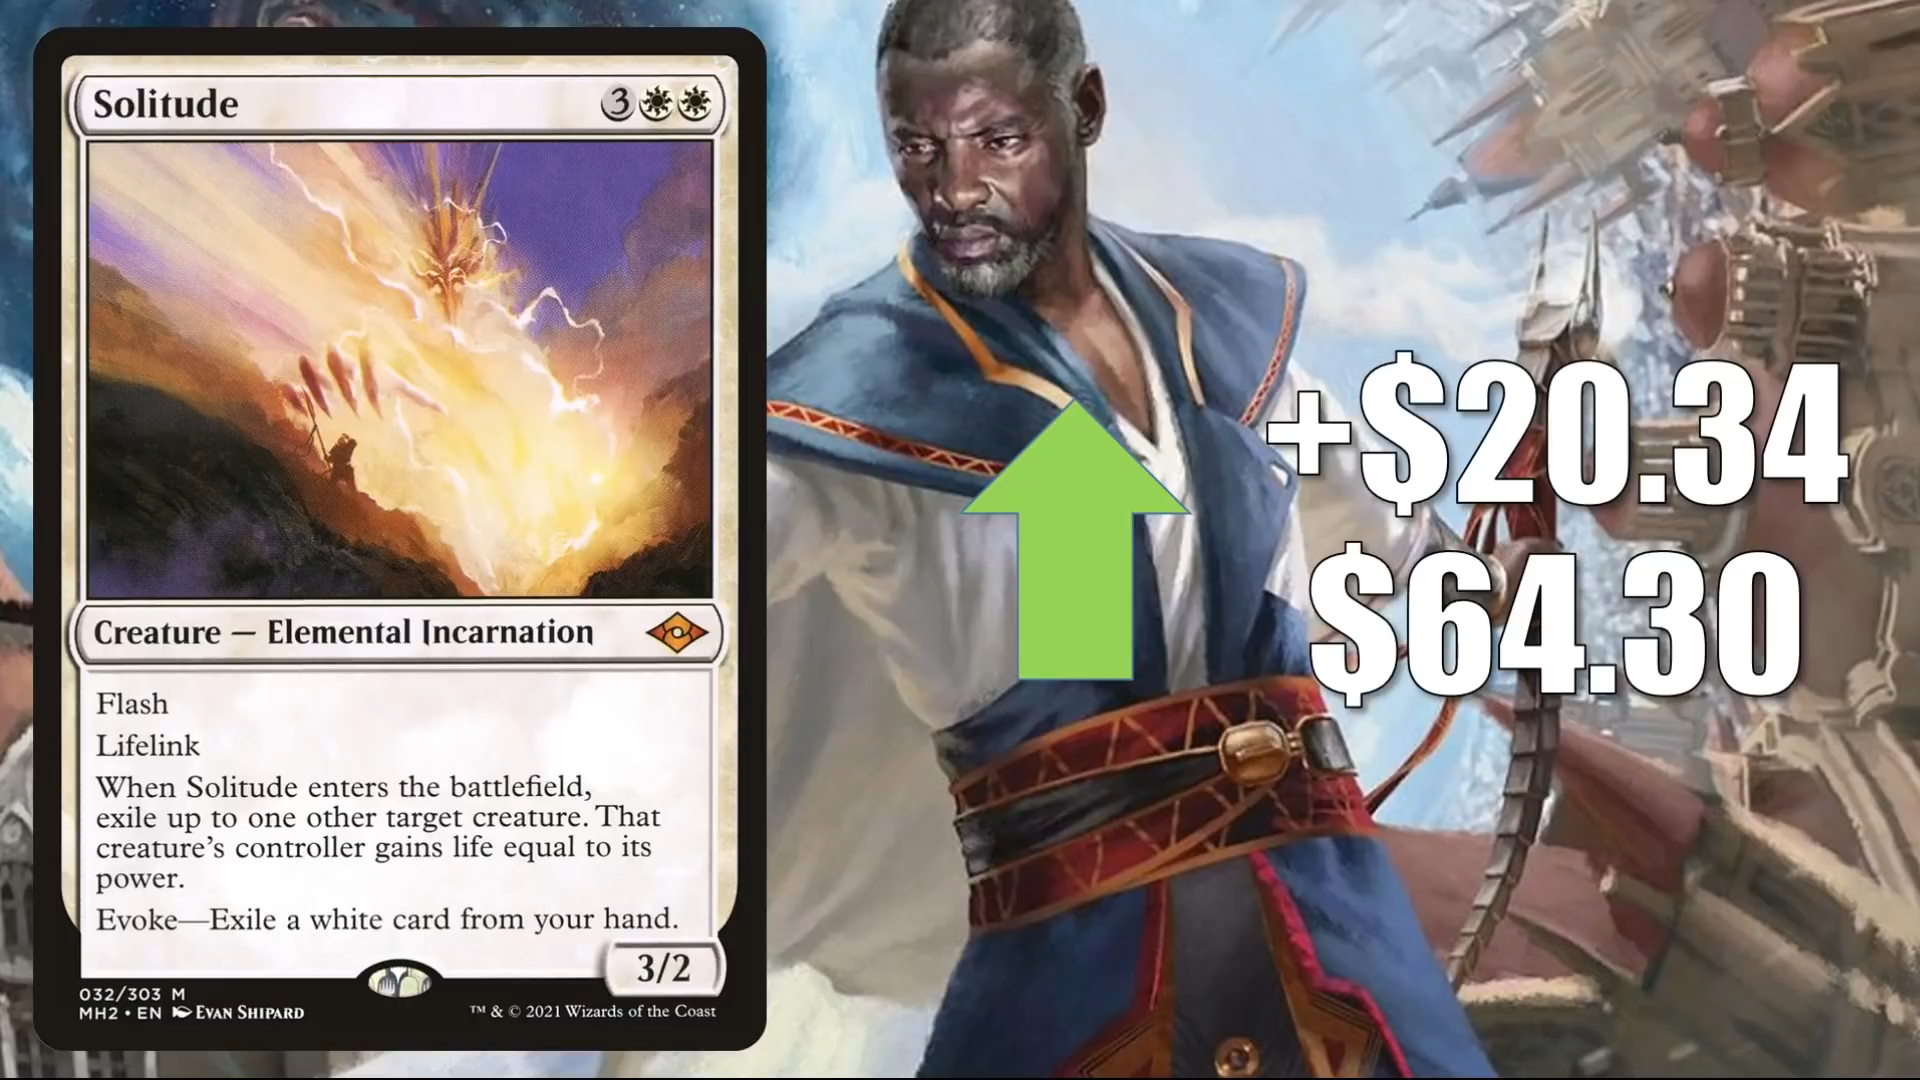 Solitude
3
Creature — Elemental Incarnation
Flash
Lifelink
When Solitude enters the battlefield,
exile up to one other target creature. That
creature's controller gains life equal to its
power.
Evoke—Exile a white card from your hand.
3/2
032/303 M
MH2 • EN Evan Shipard
™ & © 2021 Wizards of the Coast
+$20.34
$64.30